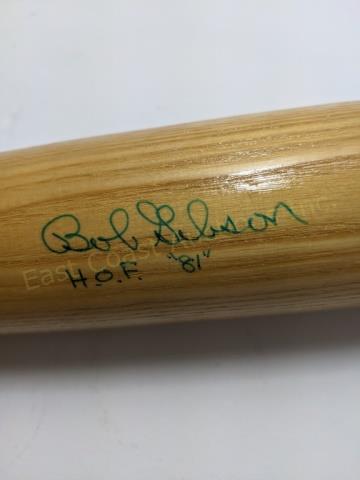 Bob Gibson
H.O.F. "81"
East Coast